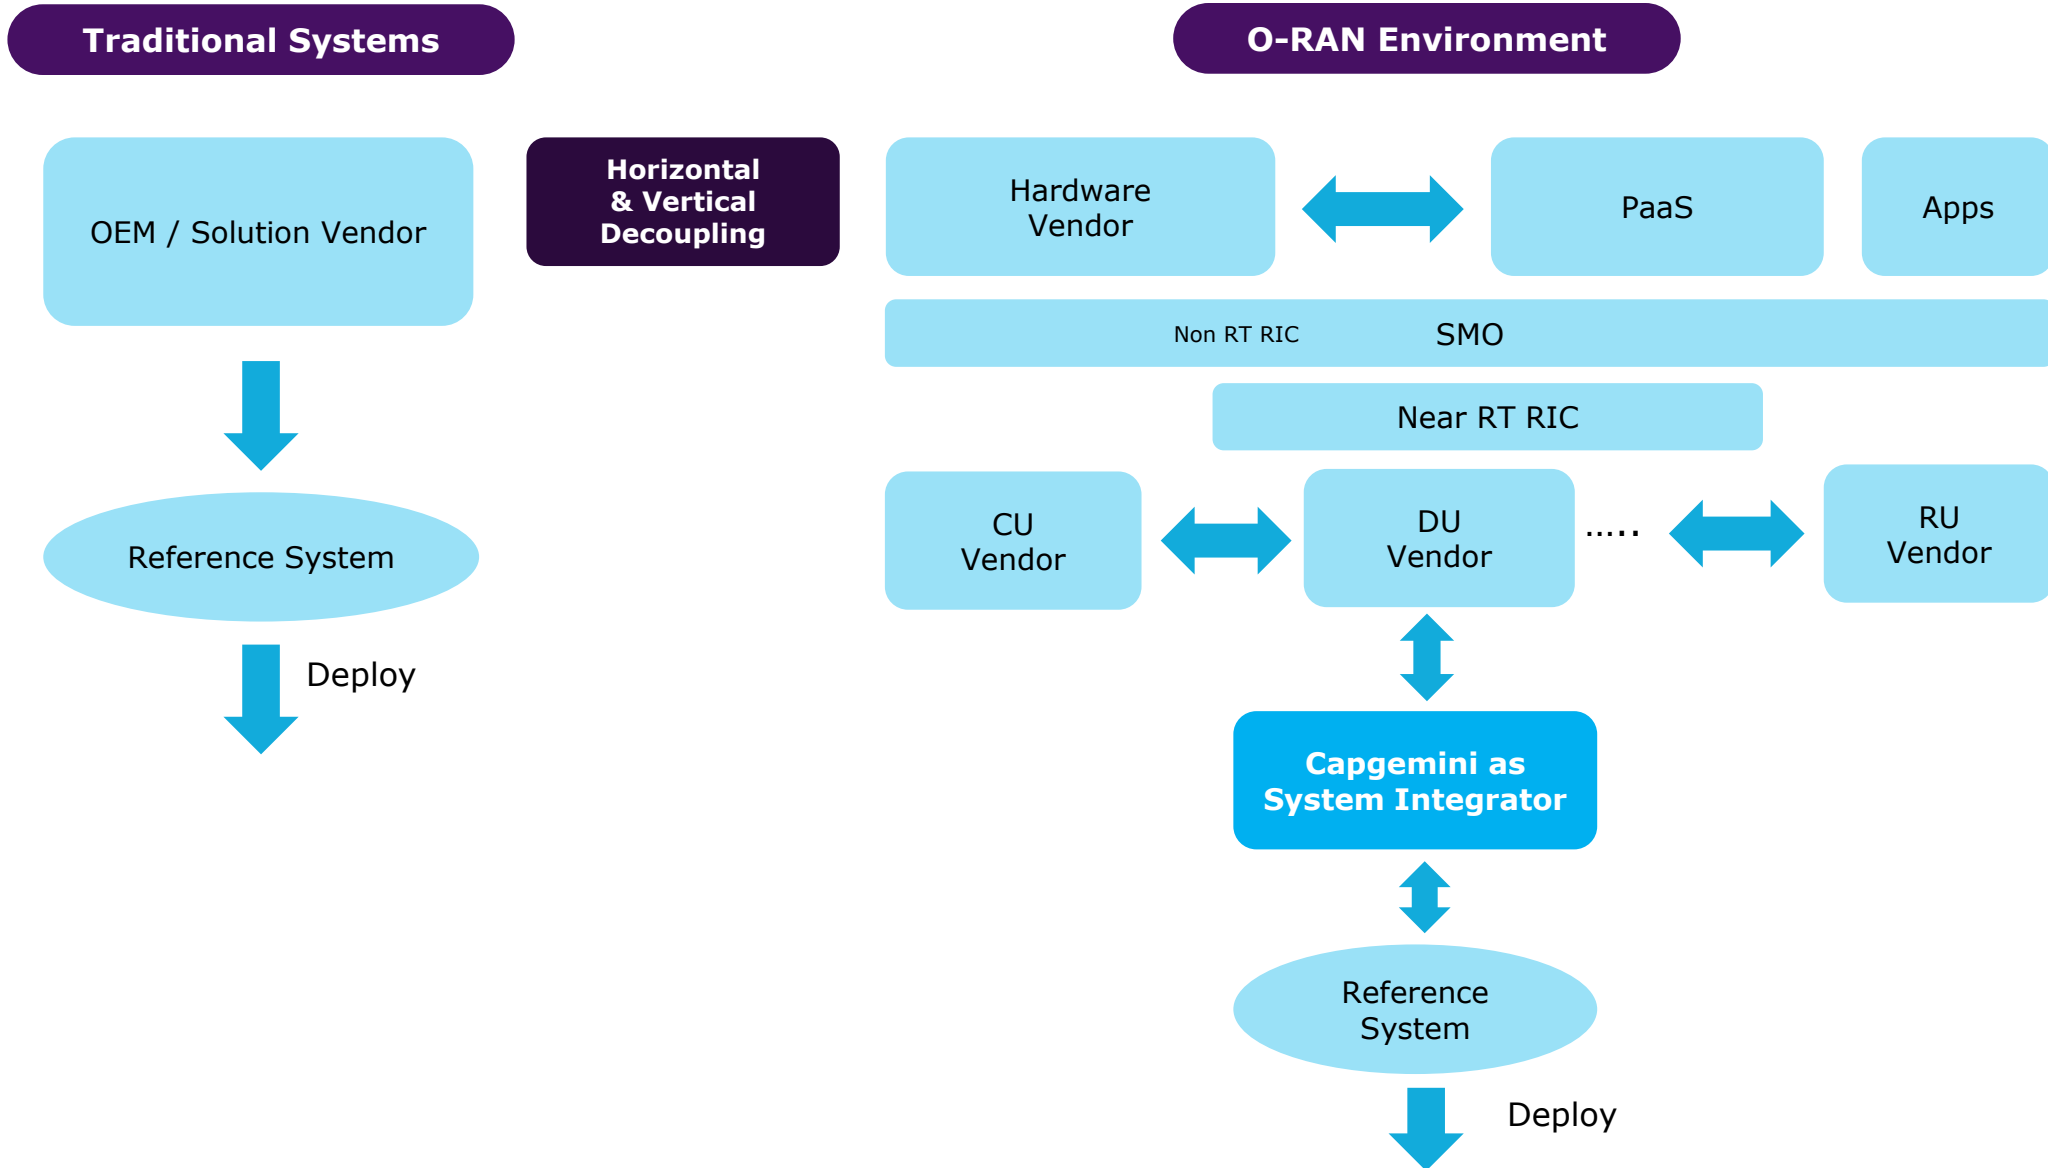 Traditional Systems
O-RAN Environment
OEM / Solution Vendor
Horizontal
& Vertical
Decoupling
Hardware
Vendor
PaaS
Apps
Non RT RIC
SMO
Near RT RIC
Reference System
Deploy
CU
Vendor
DU
Vendor
.....
RU
Vendor
Capgemini as
System Integrator
Reference
System
Deploy